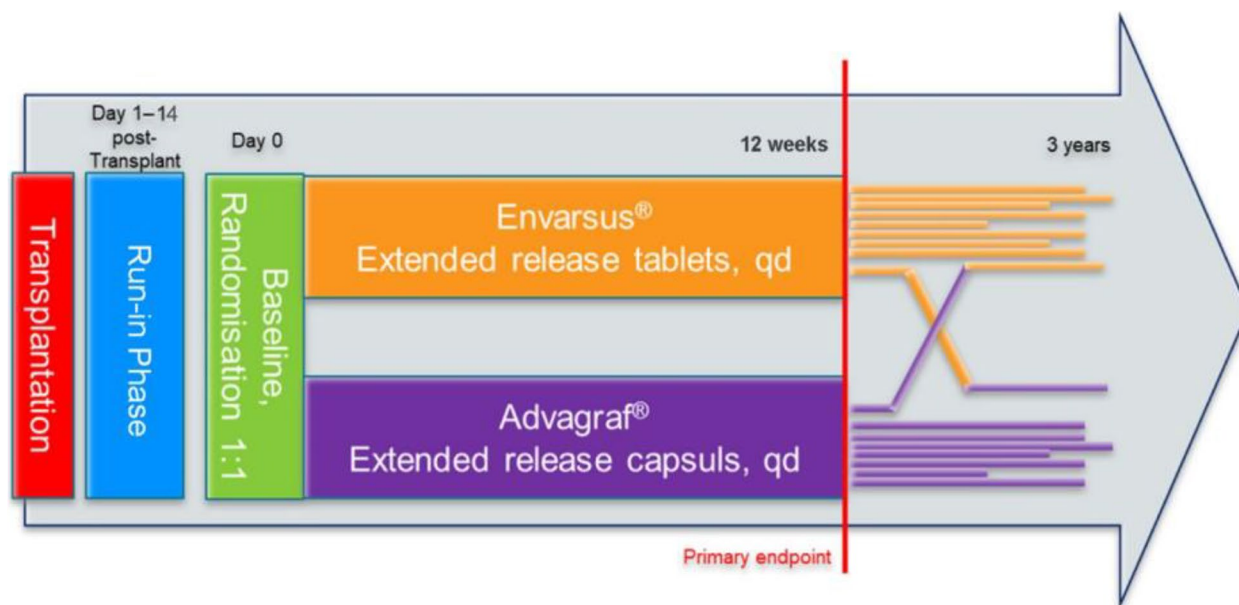 Day 1–14
post-
Transplant
Day 0
12 weeks
3 years
Transplantation
Run-in Phase
Baseline,
Randomisation 1:1
Envarsus®
Extended release tablets, qd
Advagraf®
Extended release capsuls, qd
Primary endpoint